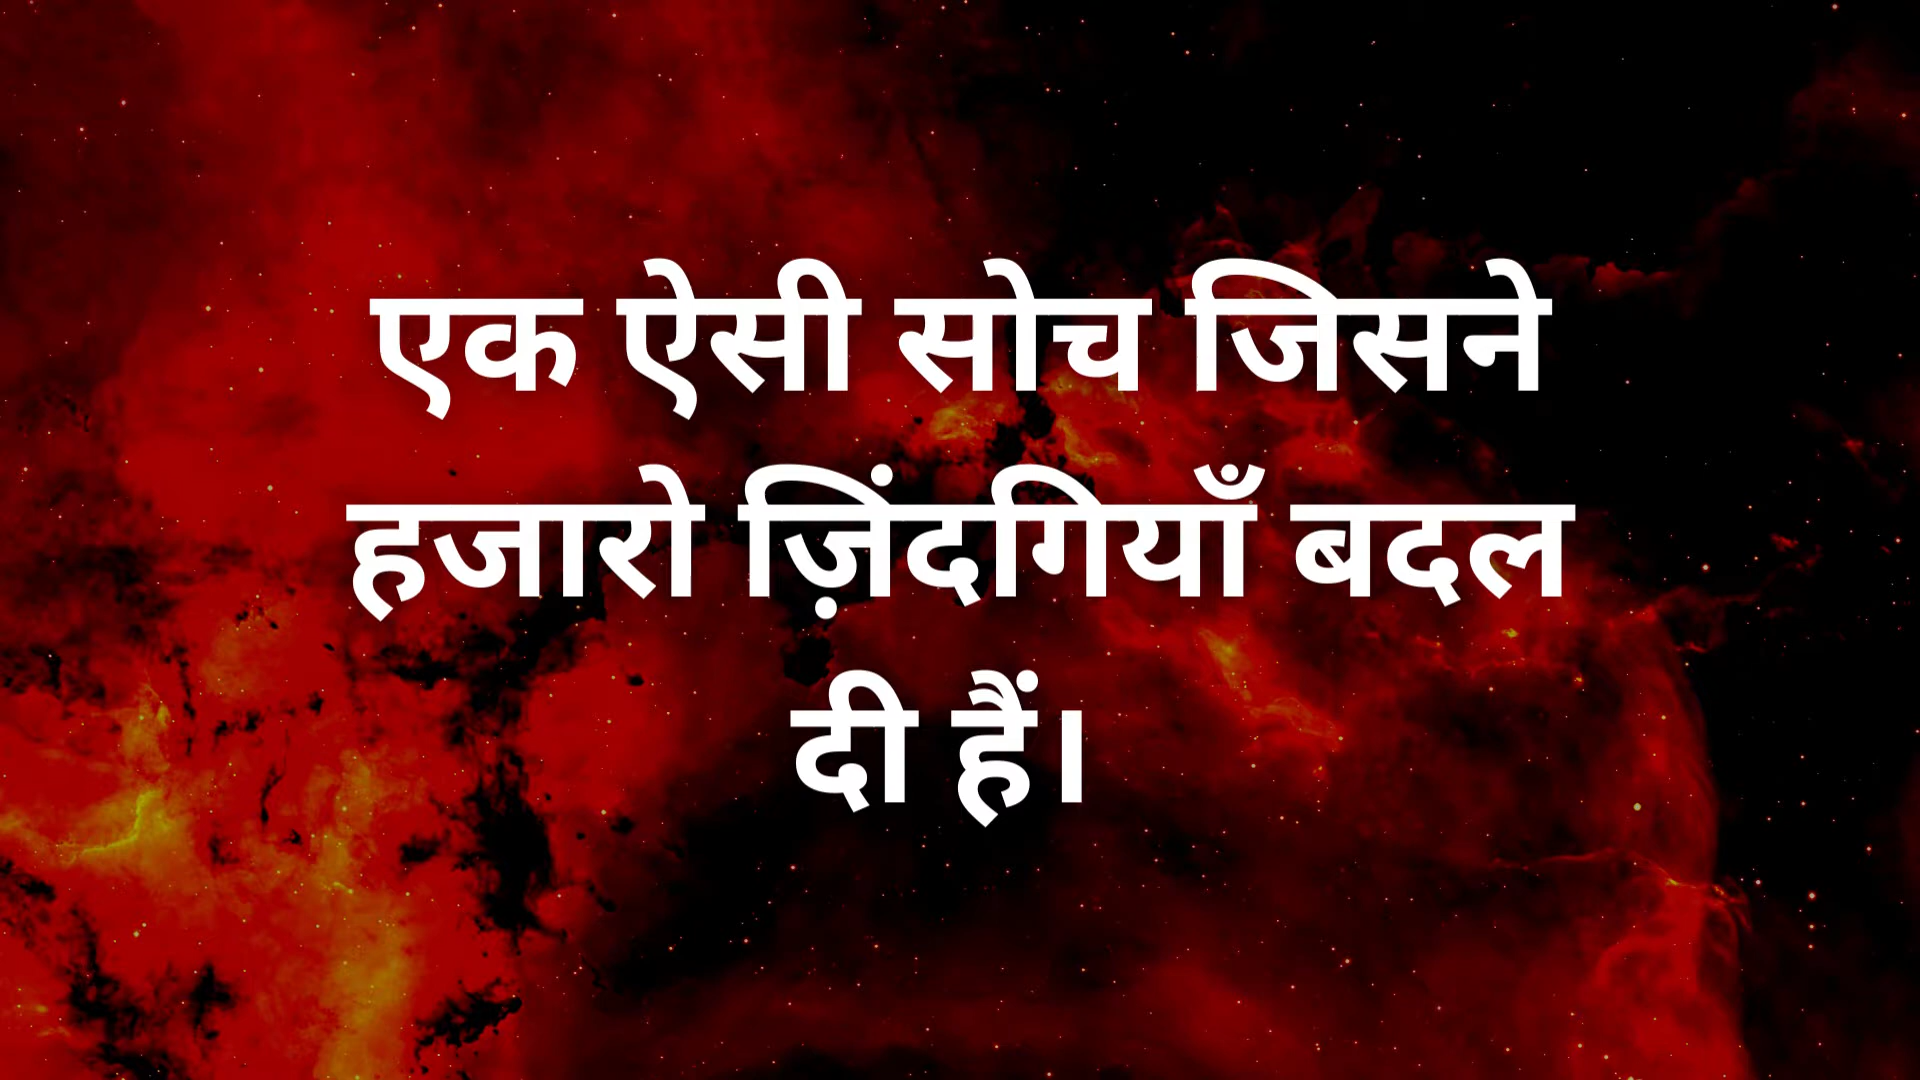 एक ऐसी सोच जिसने
हजारो ज़िंदगियाँ बदल
दी हैं।